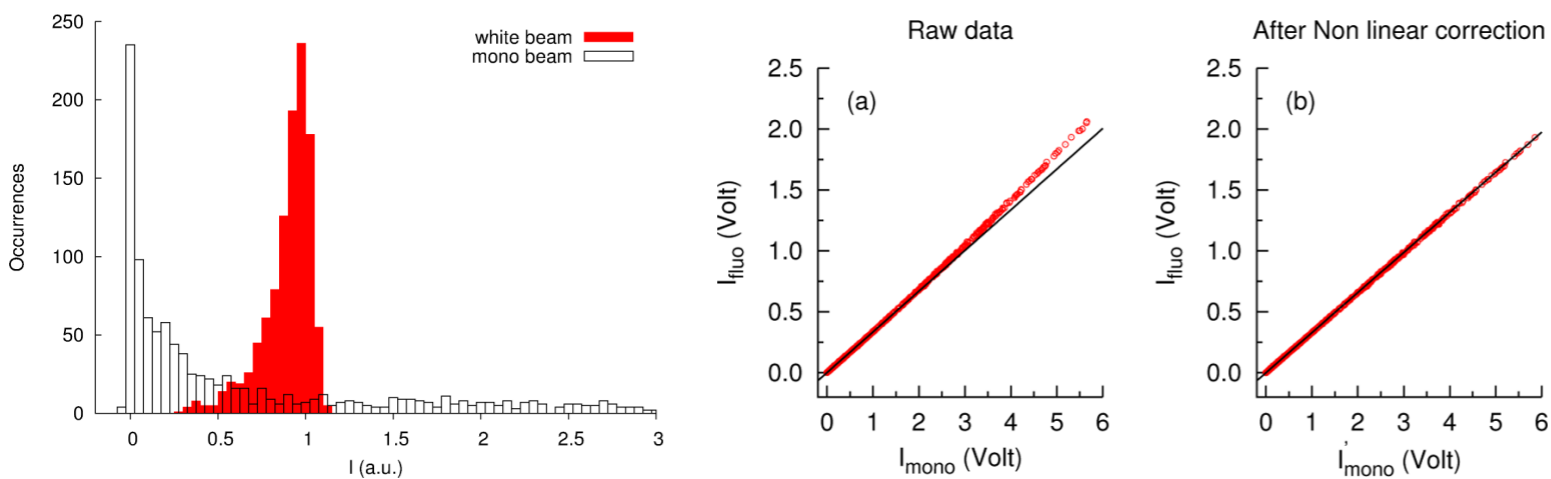 250
200
150
100
50
0
Occurrences
white beam
mono beam
0 0.5 1 1.5 2 2.5 3
I (a.u.)
Raw data
(a)
2.5
2.0
1.5
1.0
0.5
0.0
I_fluo (Volt)
0 1 2 3 4 5 6
I_mono (Volt)
After Non linear correction
(b)
2.5
2.0
1.5
1.0
0.5
0.0
I_fluo (Volt)
0 1 2 3 4 5 6
I'_mono (Volt)